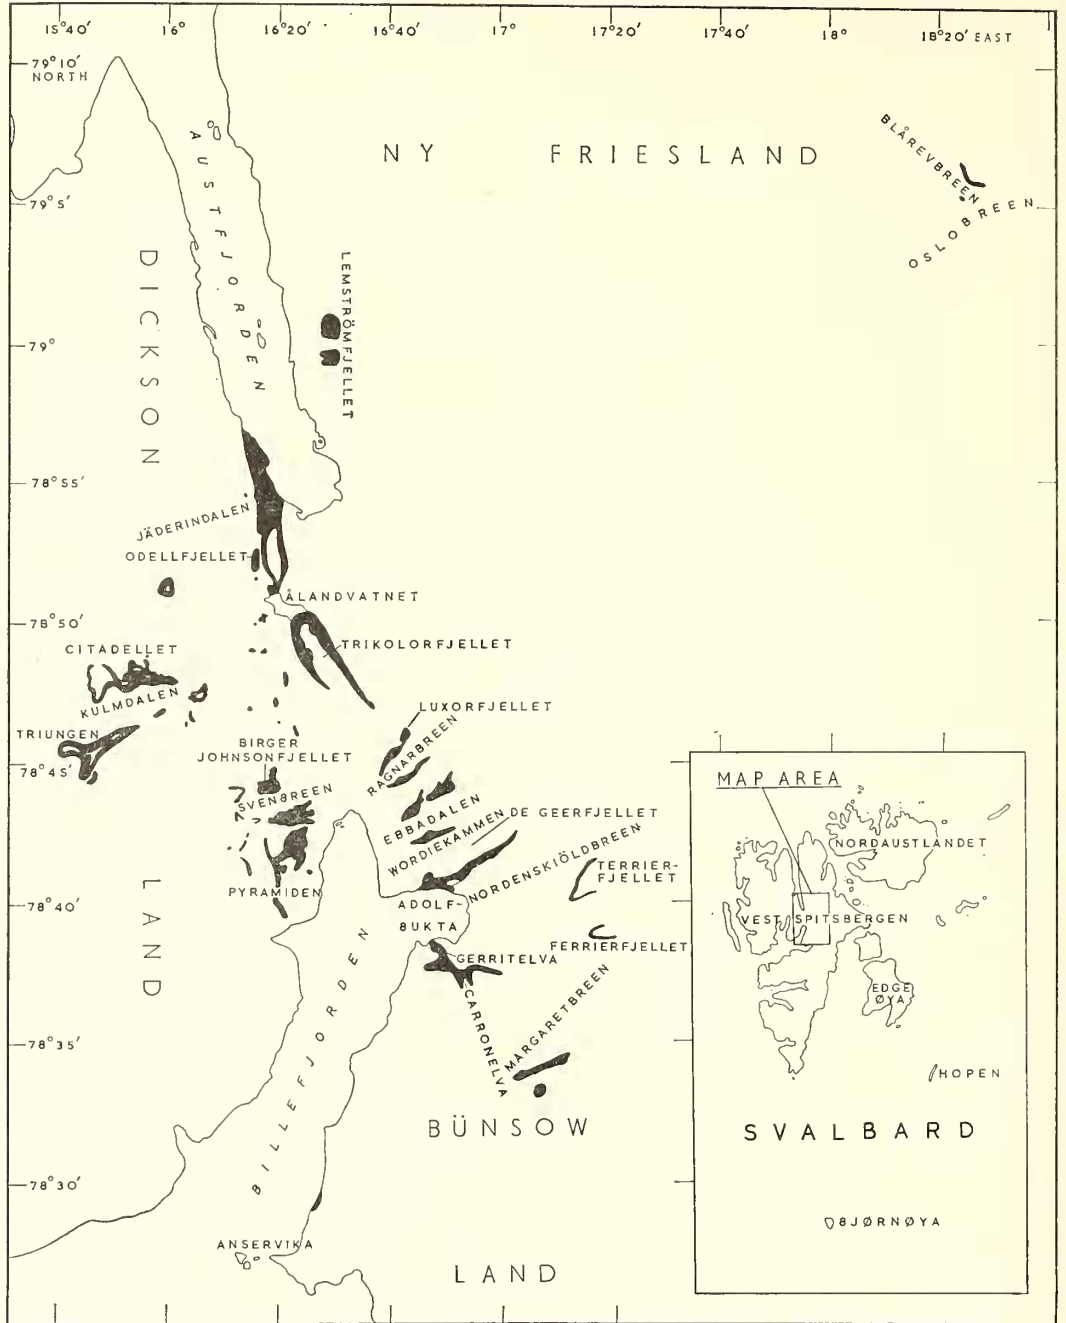 15°40′ 16° 16°20′ 16°40′ 17° 17°20′ 17°40′ 18° 18°20′ EAST
79°10′
NORTH
NY FRIESLAND
BLÅREVBREEN
OSLOBREEN
AUSTFJORDEN
79°5′
DICKSON
LEMSTRÖMFJELLET
79°
78°55′
JÄDERINDALEN
ODELLFJELLET
ÅLANDVATNET
78°50′
TRIKOLORFJELLET
CITADELLET
KULMDALEN
TRIUNGEN
LUXORFJELLET
RAGNARBREEN
BIRGER
JOHNSONFJELLET
78°45′
SVENBREEN
EBBADALEN
WORDIEKAMMEN
DE GEERFJELLET
NORDENSKIÖLDBREEN
TERRIER-
FJELLET
PYRAMIDEN
78°40′
ADOLF-
BUKTA
FERRIERFJELLET
GERRITELVA
LAND
CARRONELVA
MARGARETBREEN
78°35′
BILLEFJORDEN
BÜNSOW
78°30′
ANSERVIKA
LAND
MAP AREA
NORDAUSTLANDET
VEST SPITSBERGEN
EDGE
ØYA
HOPEN
SVALBARD
BJØRNØYA